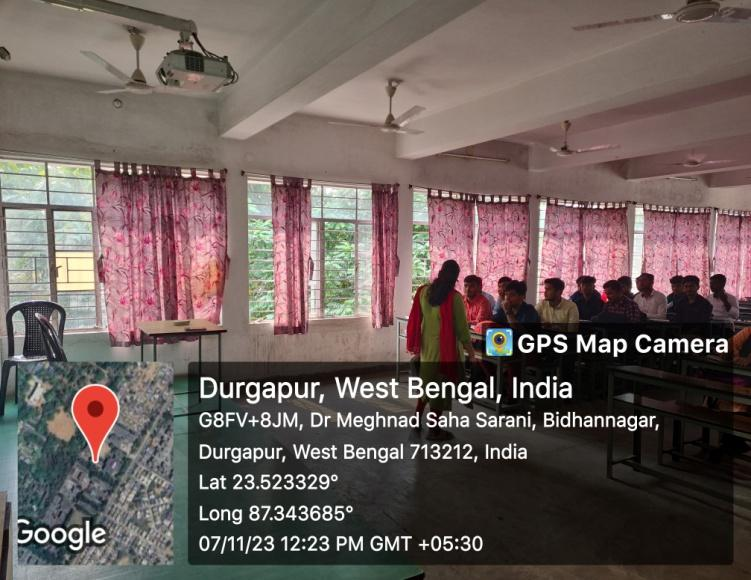 GPS Map Camera
Durgapur, West Bengal, India
G8FV+8JM, Dr Meghnad Saha Sarani, Bidhannagar,
Durgapur, West Bengal 713212, India
Lat 23.523329°
Long 87.343685°
07/11/23 12:23 PM GMT +05:30
Google